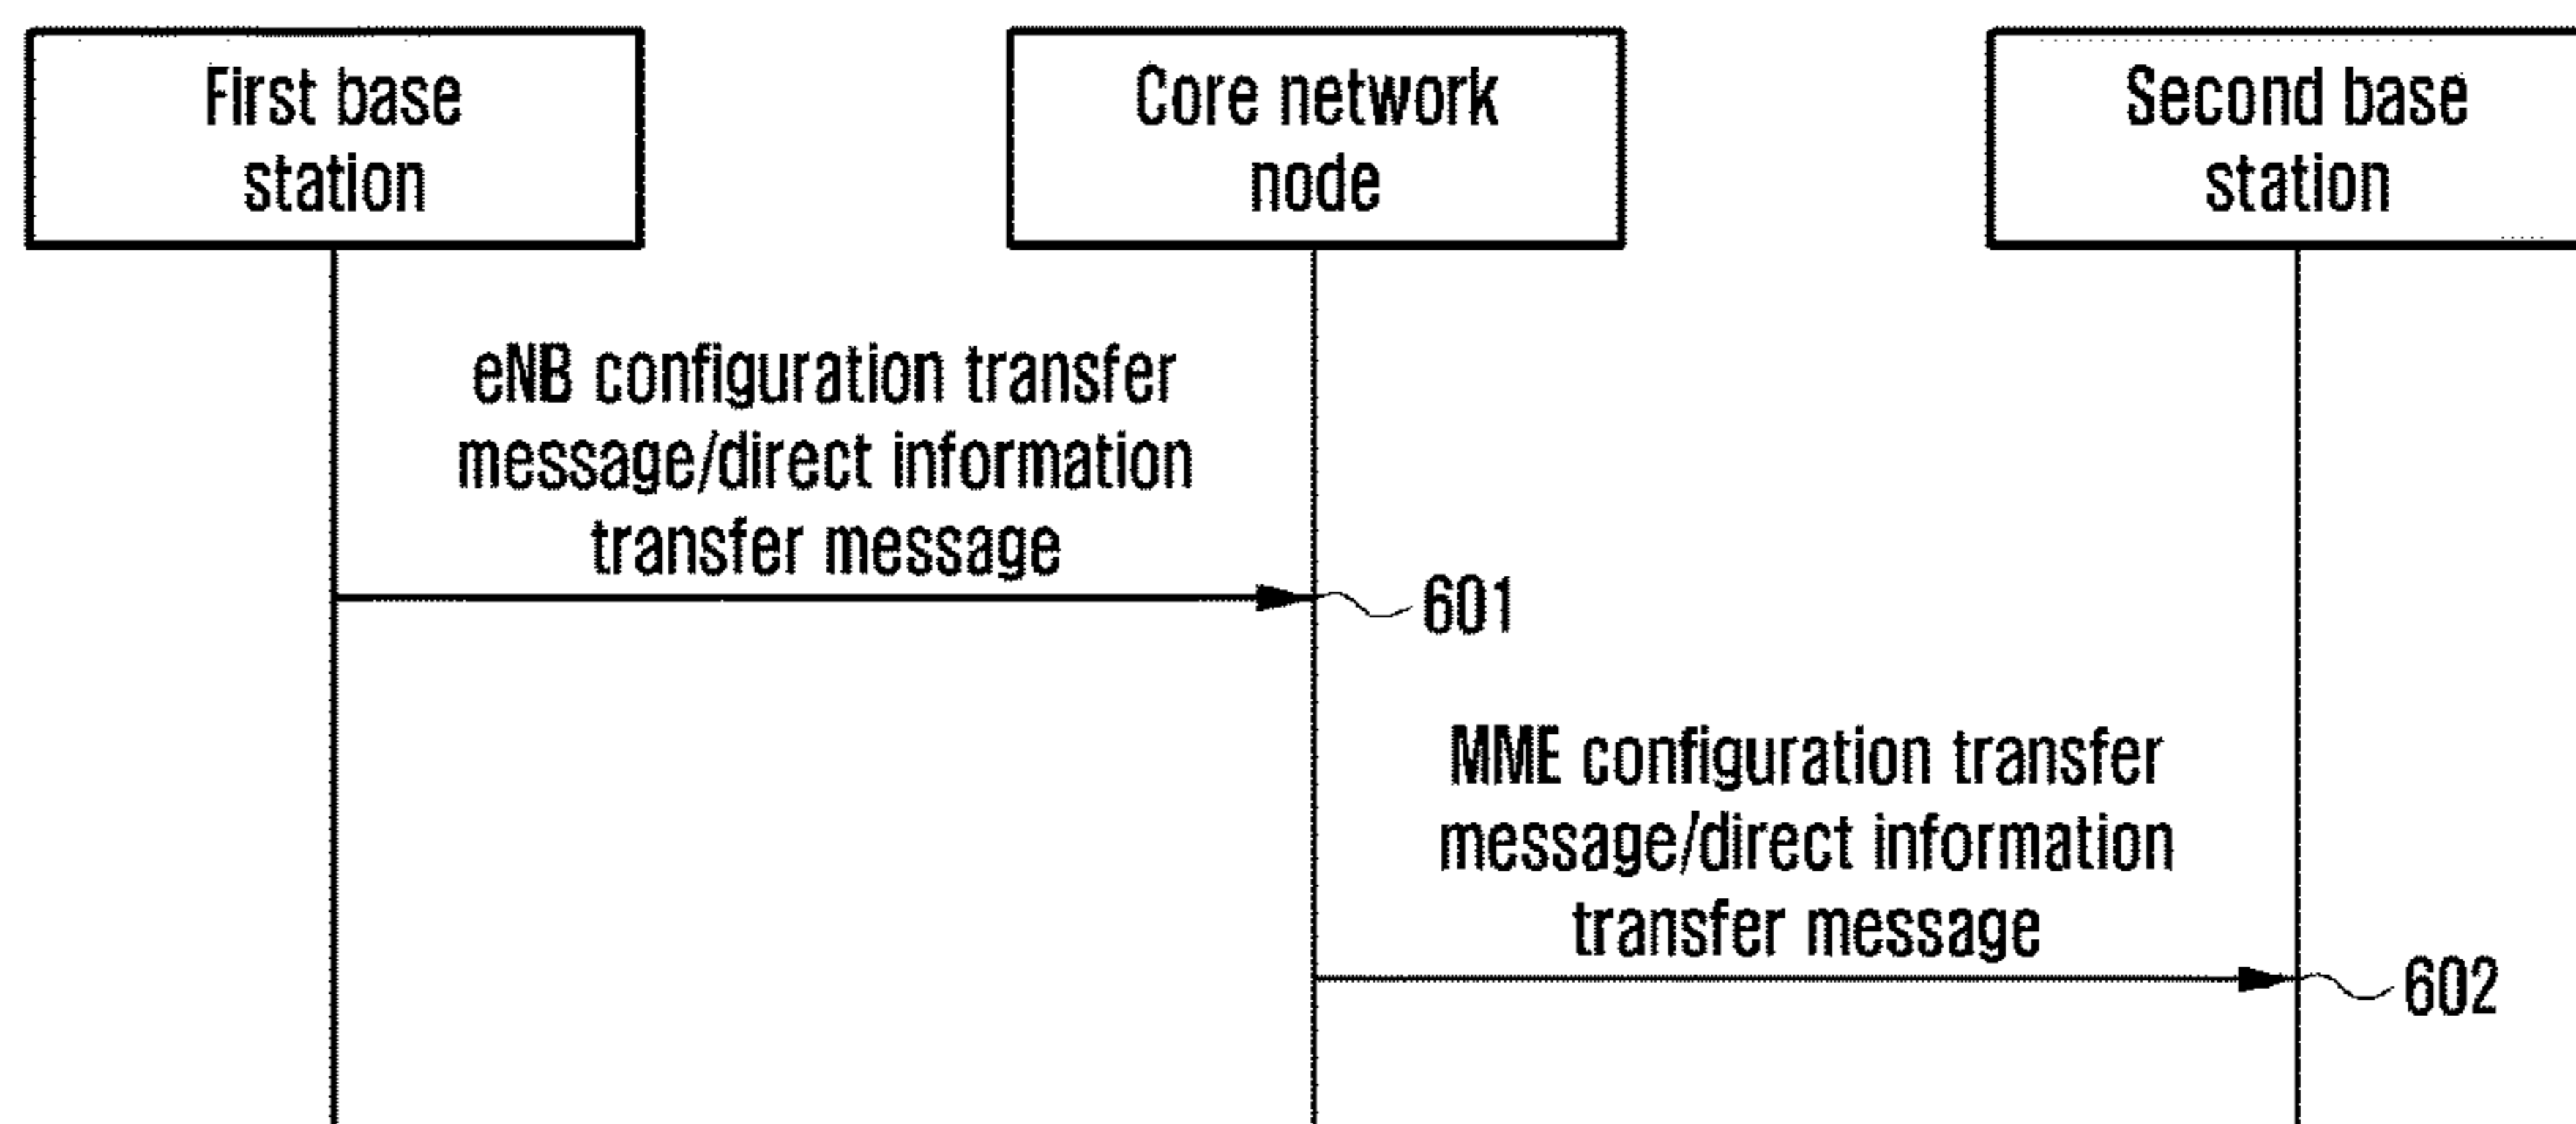 First base
station
Core network
node
Second base
station
eNB configuration transfer
message/direct information
transfer message
601
MME configuration transfer
message/direct information
transfer message
602